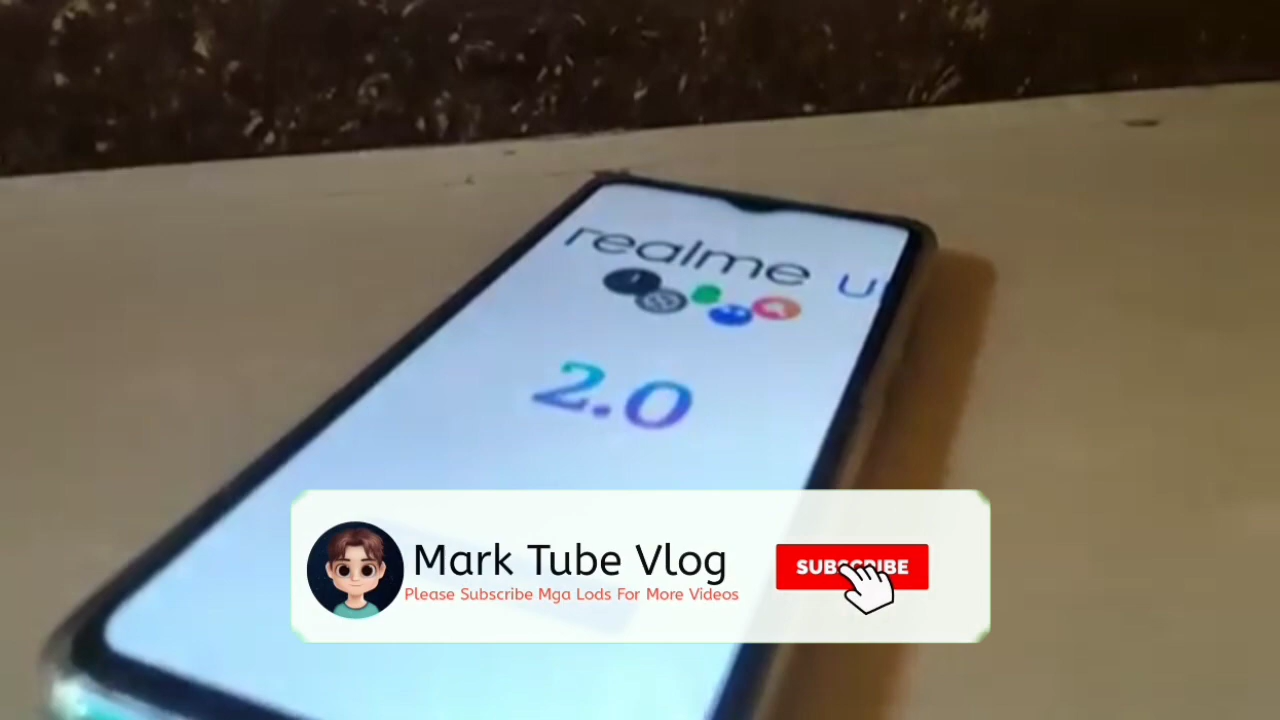 realme U
2.0
Mark Tube Vlog
Please Subscribe Mga Lods For More Videos
SUBSCRIBE